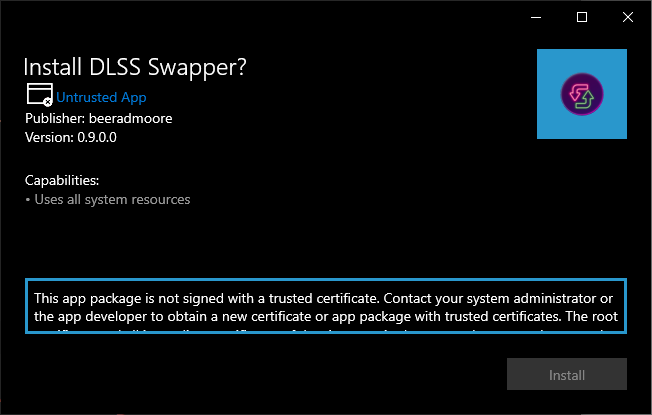 Install DLSS Swapper?
Untrusted App
Publisher: beeradmoore
Version: 0.9.0.0
Capabilities:
• Uses all system resources
This app package is not signed with a trusted certificate. Contact your system administrator or
the app developer to obtain a new certificate or app package with trusted certificates. The root
Install